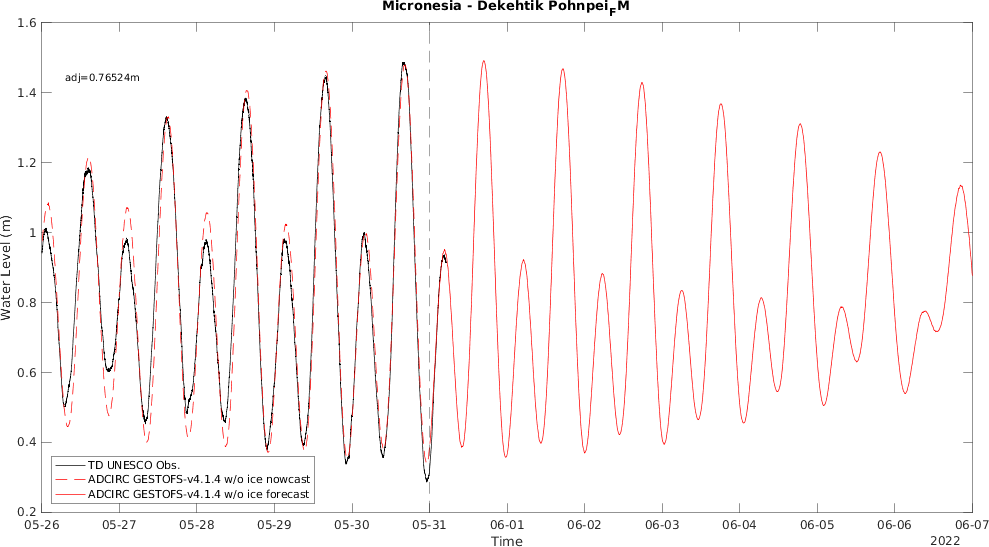 Micronesia - Dekehtik Pohnpei_FM
adj=0.76524m
Water Level (m)
1.6
1.4
1.2
1
0.8
0.6
0.4
0.2
TD UNESCO Obs.
ADCIRC GESTOFS-v4.1.4 w/o ice nowcast
ADCIRC GESTOFS-v4.1.4 w/o ice forecast
05-26 05-27 05-28 05-29 05-30 05-31 06-01 06-02 06-03 06-04 06-05 06-06 06-07
Time
2022